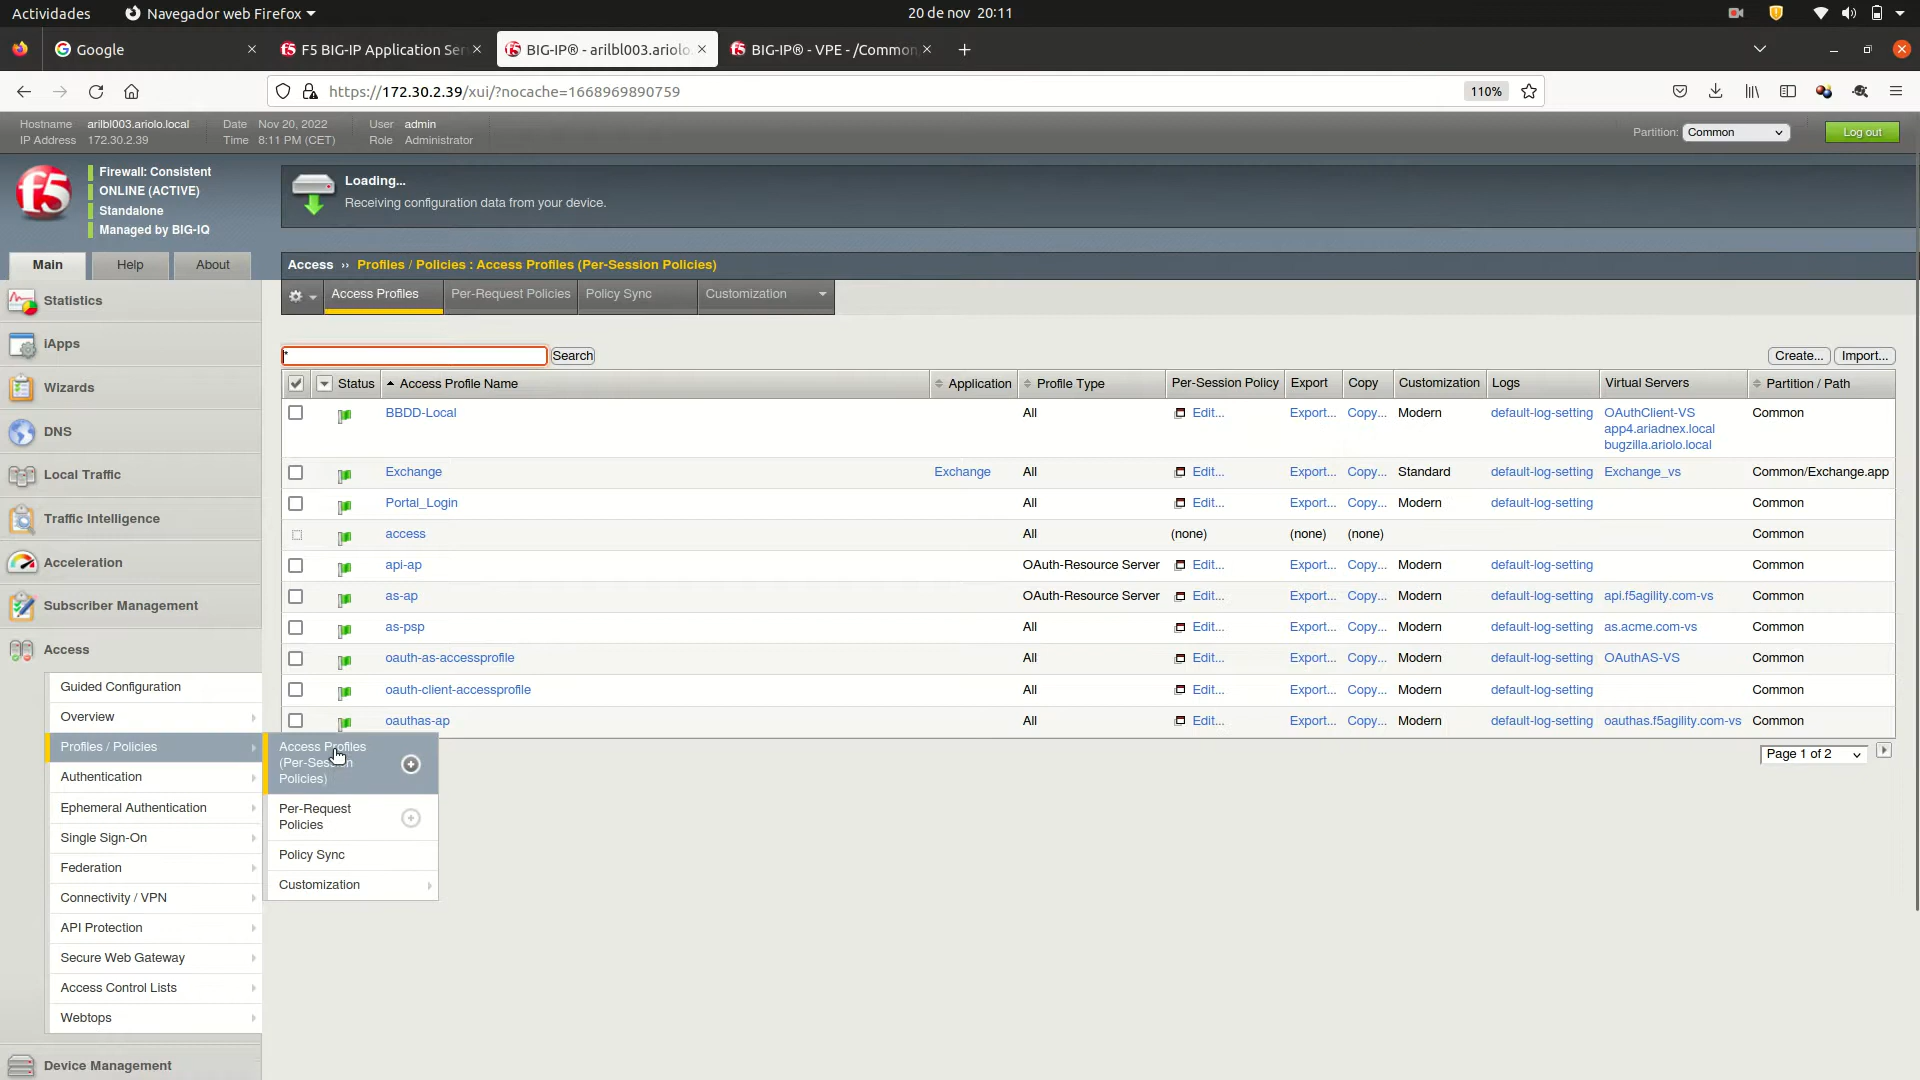 Actividades
Navegador web Firefox
20 de nov 20:11
Google
F5 BIG-IP Application Ser
BIG-IP® - arilbl003.ariolo.
BIG-IP® - VPE - /Common
https://172.30.2.39/xui/?nocache=1668969890759
110%
Hostname arilbl003.ariolo.local Date Nov 20, 2022 User admin
IP Address 172.30.2.39 Time 8:11 PM (CET) Role Administrator
Partition: Common
Log out
f5
Firewall: Consistent
ONLINE (ACTIVE)
Standalone
Managed by BIG-IQ
Loading...
Receiving configuration data from your device.
Main Help About
Access ›› Profiles / Policies : Access Profiles (Per-Session Policies)
Access Profiles Per-Request Policies Policy Sync Customization
* Search Create... Import...
Status Access Profile Name Application Profile Type Per-Session Policy Export Copy Customization Logs Virtual Servers Partition / Path
BBDD-Local All Edit... Export... Copy... Modern default-log-setting OAuthClient-VS Common
app4.ariadnex.local
bugzilla.ariolo.local
Exchange Exchange All Edit... Export... Copy... Standard default-log-setting Exchange_vs Common/Exchange.app
Portal_Login All Edit... Export... Copy... Modern default-log-setting Common
access All (none) (none) (none) Common
api-ap OAuth-Resource Server Edit... Export... Copy... Modern default-log-setting Common
as-ap OAuth-Resource Server Edit... Export... Copy... Modern default-log-setting api.f5agility.com-vs Common
as-psp All Edit... Export... Copy... Modern default-log-setting as.acme.com-vs Common
oauth-as-accessprofile All Edit... Export... Copy... Modern default-log-setting OAuthAS-VS Common
oauth-client-accessprofile All Edit... Export... Copy... Modern default-log-setting Common
oauthas-ap All Edit... Export... Copy... Modern default-log-setting oauthas.f5agility.com-vs Common
Page 1 of 2
Statistics
iApps
Wizards
DNS
Local Traffic
Traffic Intelligence
Acceleration
Subscriber Management
Access
Guided Configuration
Overview
Profiles / Policies
Authentication
Ephemeral Authentication
Single Sign-On
Federation
Connectivity / VPN
API Protection
Secure Web Gateway
Access Control Lists
Webtops
Device Management
Access Profiles
(Per-Session
Policies)
Per-Request
Policies
Policy Sync
Customization